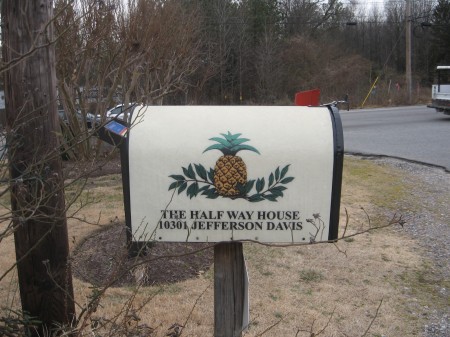 THE HALF WAY HOUSE
10301 JEFFERSON DAVIS